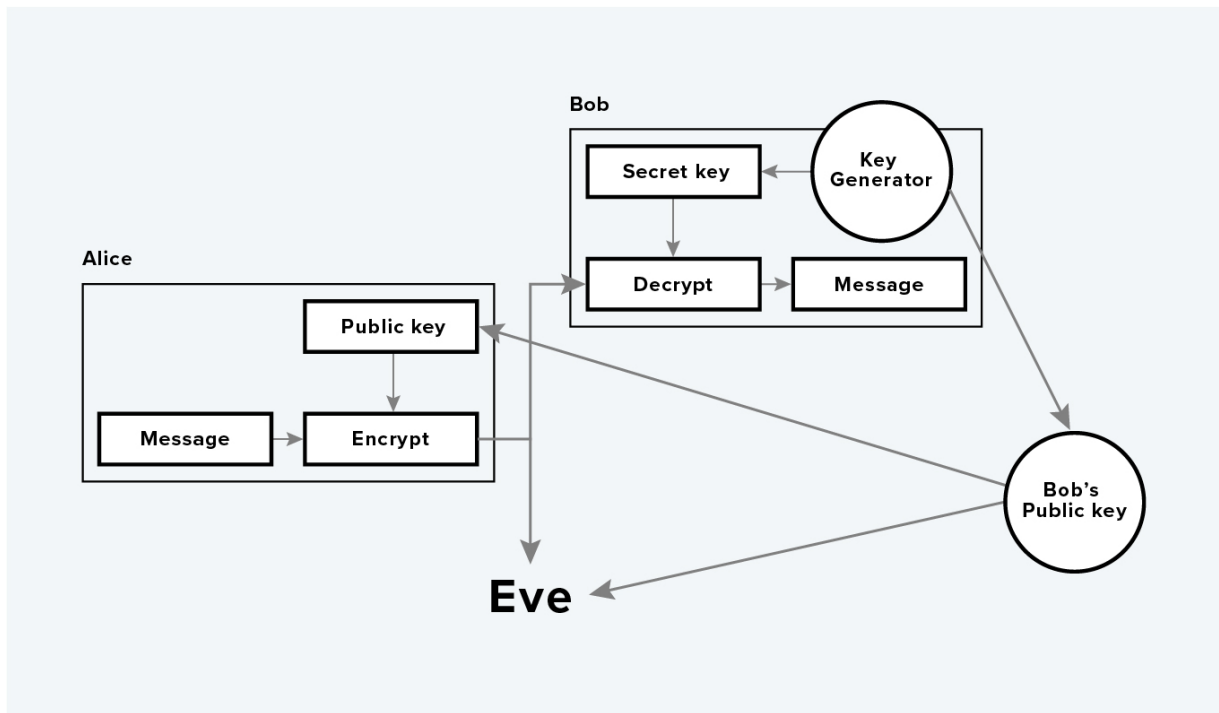 Bob
Secret key
Key
Generator
Alice
Decrypt
Message
Public key
Message
Encrypt
Bob’s
Public key
Eve